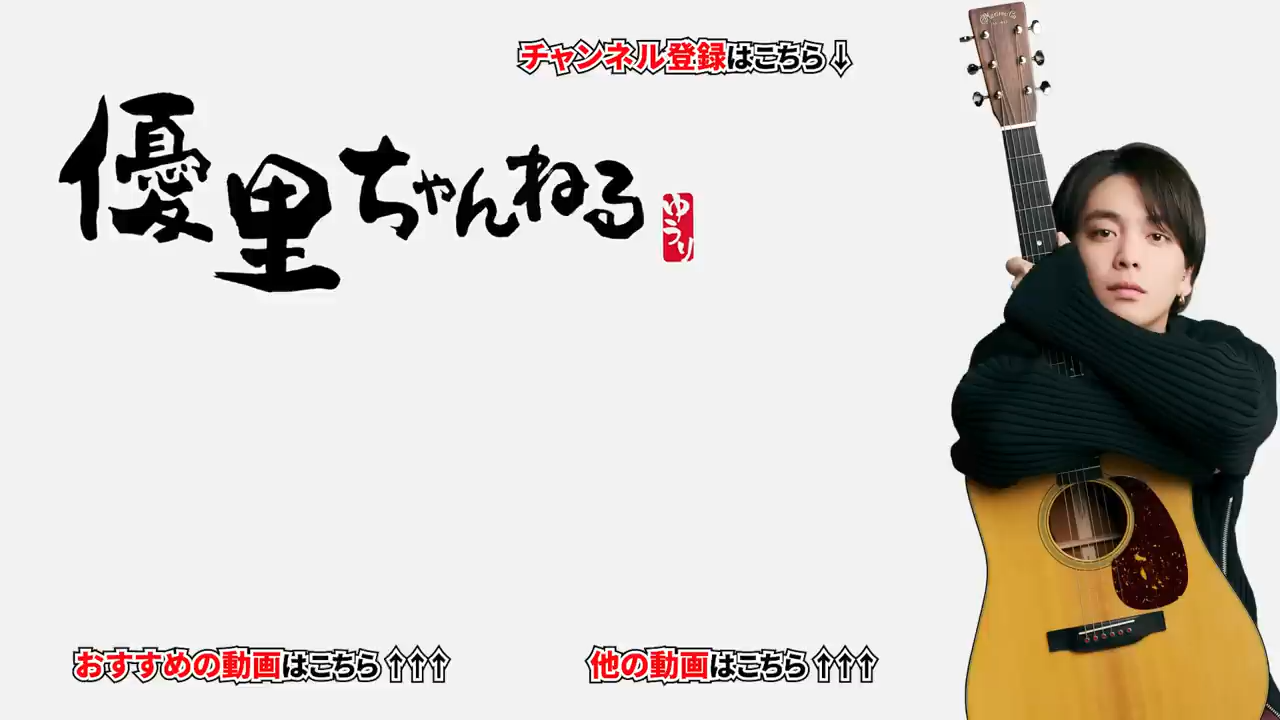 チャンネル登録はこちら↓
優里ちゃんねる
ゆうり
おすすめの動画はこちら↑↑↑
他の動画はこちら↑↑↑